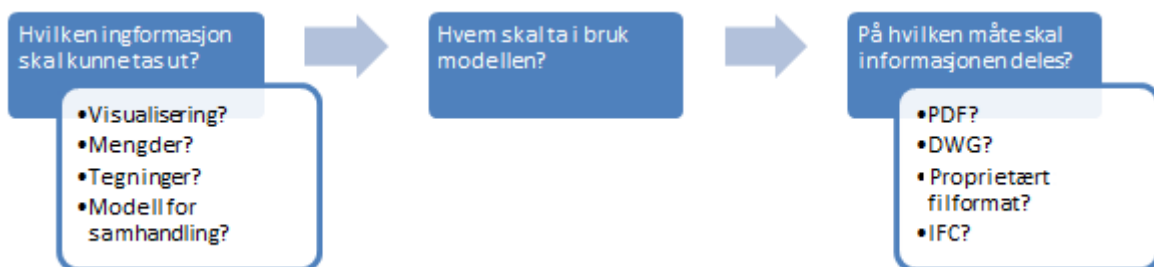 Hvilken ingformasjon
skal kunne tas ut?
•Visualisering?
•Mengder?
•Tegninger?
•Modell for
samhandling?
Hvem skal ta i bruk
modellen?
På hvilken måte skal
informasjonen deles?
•PDF?
•DWG?
•Proprietært
filformat?
•IFC?